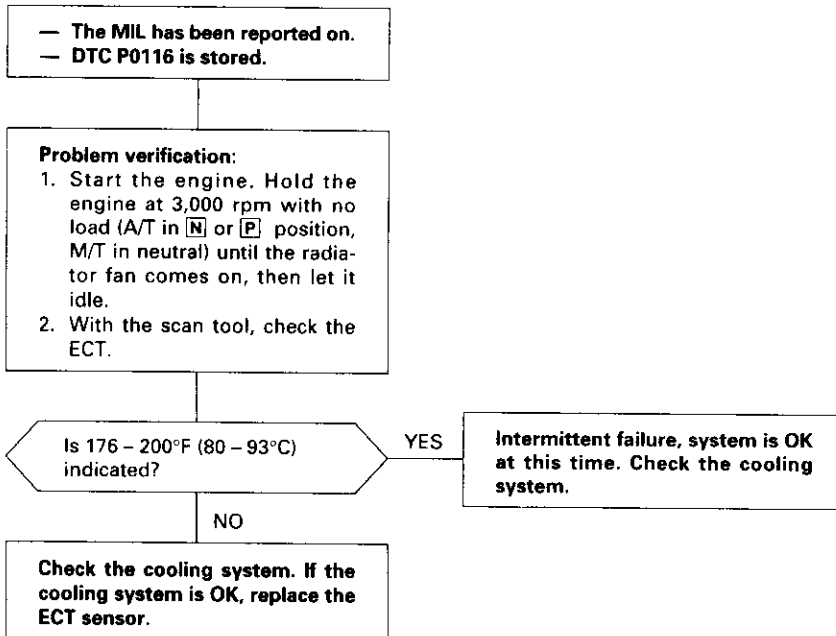 — The MIL has been reported on.
— DTC P0116 is stored.
Problem verification:
1. Start the engine. Hold the
engine at 3,000 rpm with no
load (A/T in N or P position,
M/T in neutral) until the radia-
tor fan comes on, then let it
idle.
2. With the scan tool, check the
ECT.
Is 176 – 200°F (80 – 93°C)
indicated?
YES
Intermittent failure, system is OK
at this time. Check the cooling
system.
NO
Check the cooling system. If the
cooling system is OK, replace the
ECT sensor.